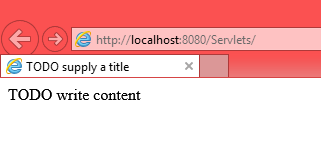 http://localhost:8080/Servlets/
TODO supply a title
TODO write content